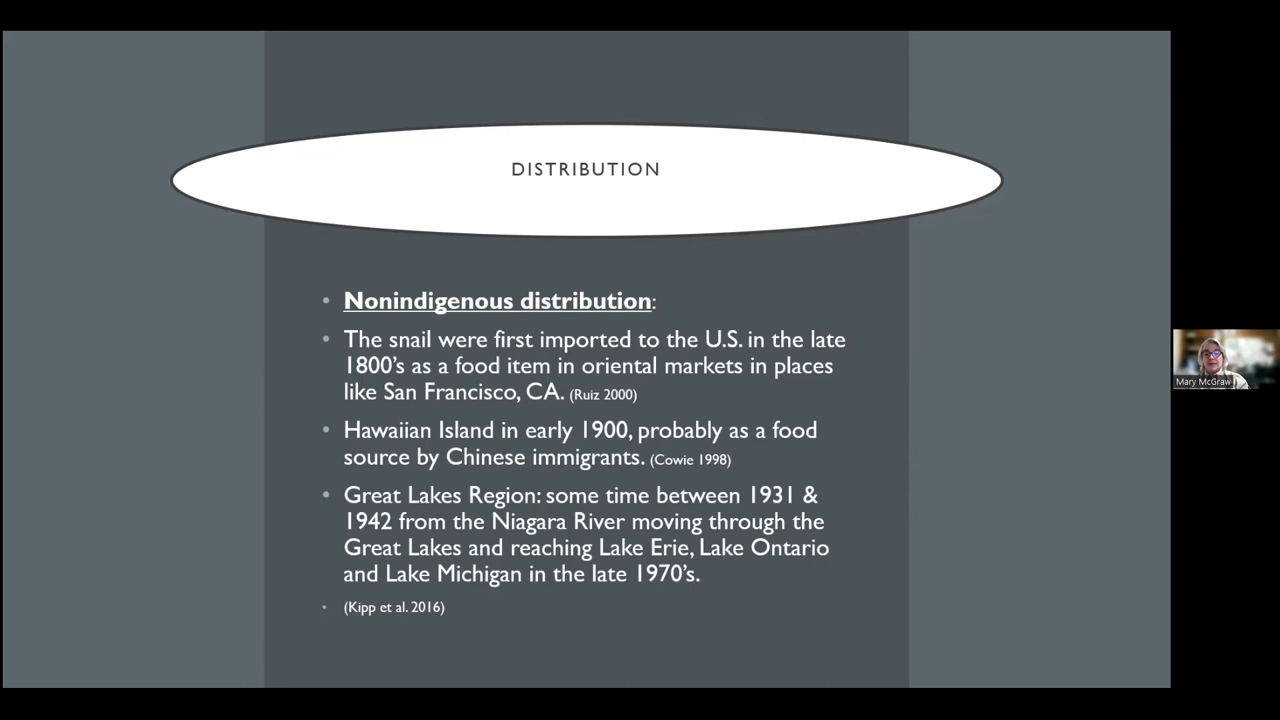 DISTRIBUTION
• Nonindigenous distribution:
• The snail were first imported to the U.S. in the late
1800's as a food item in oriental markets in places
like San Francisco, CA. (Ruiz 2000)
• Hawaiian Island in early 1900, probably as a food
source by Chinese immigrants. (Cowie 1998)
• Great Lakes Region: some time between 1931 &
1942 from the Niagara River moving through the
Great Lakes and reaching Lake Erie, Lake Ontario
and Lake Michigan in the late 1970's.
• (Kipp et al. 2016)
Mary McGraw